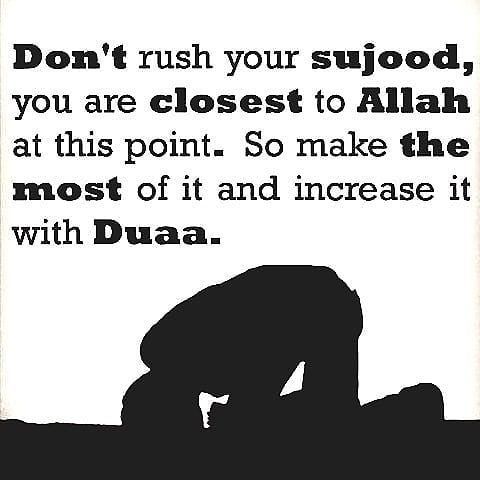 Don't rush your sujood,
you are closest to Allah
at this point. So make the
most of it and increase it
with Duaa.